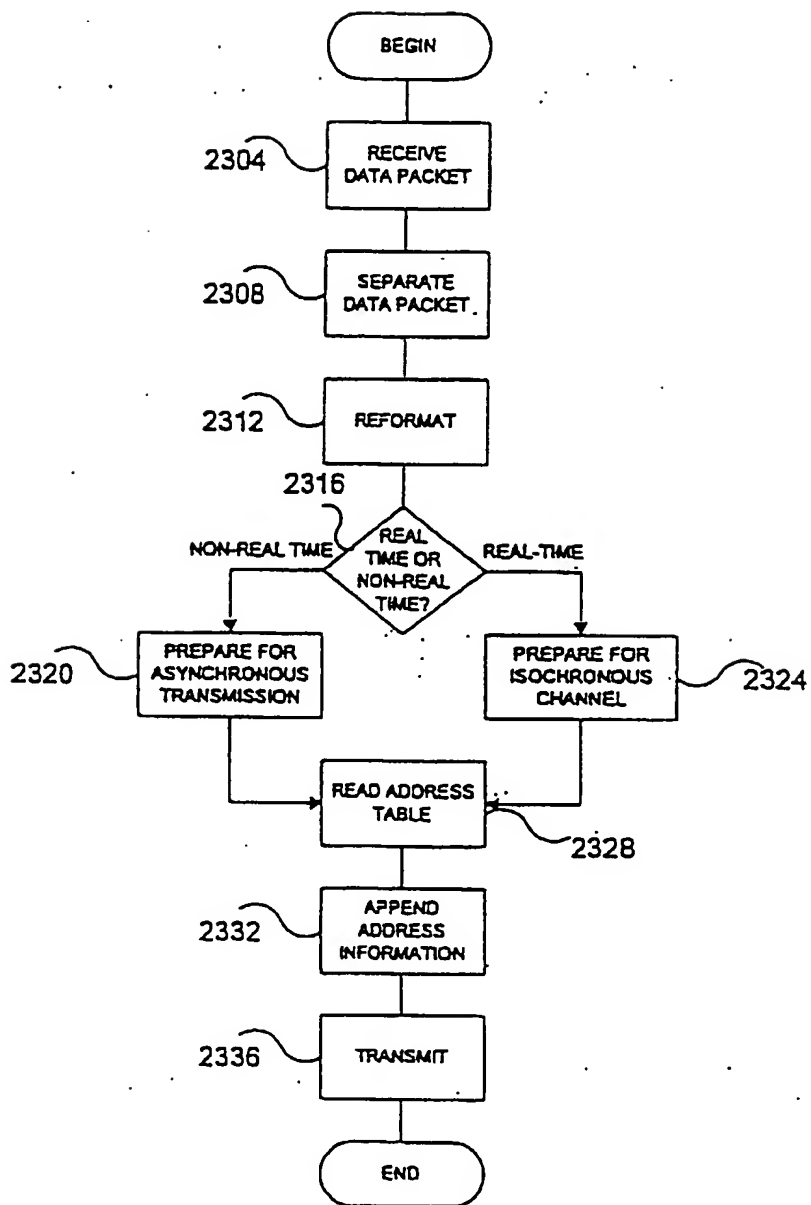 BEGIN
2304
RECEIVE
DATA PACKET
2308
SEPARATE
DATA PACKET
2312
REFORMAT
2316
NON-REAL TIME
REAL
TIME OR
NON-REAL
TIME?
REAL-TIME
2320
PREPARE FOR
ASYNCHRONOUS
TRANSMISSION
PREPARE FOR
ISOCHRONOUS
CHANNEL
2324
READ ADDRESS
TABLE
2328
2332
APPEND
ADDRESS
INFORMATION
2336
TRANSMIT
END